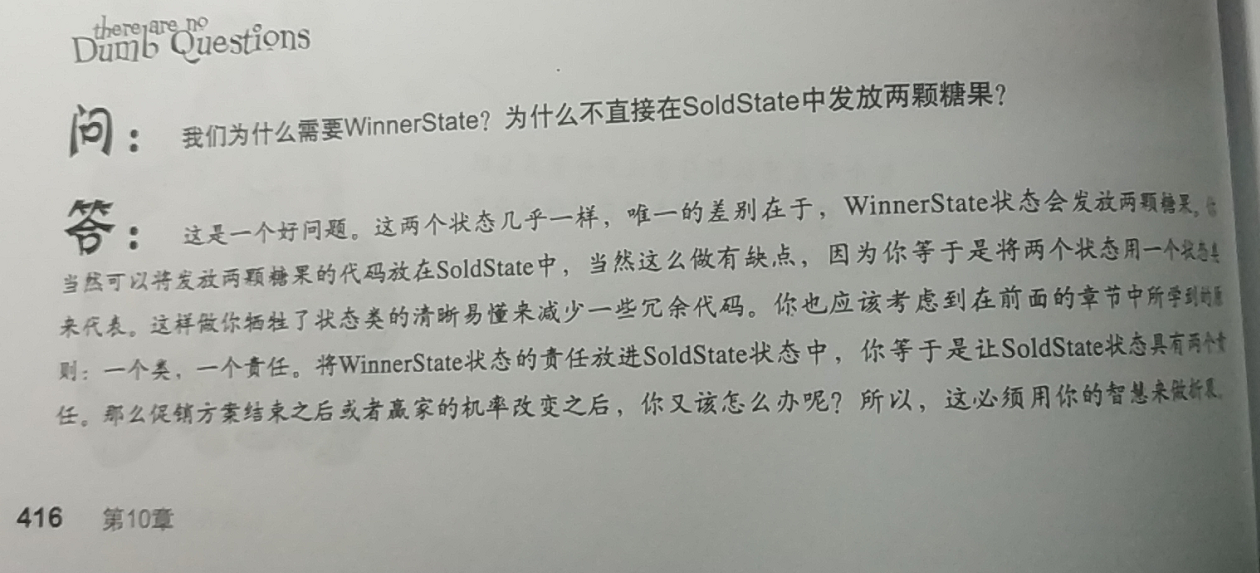 there are no
Dumb Questions
问：我们为什么需要WinnerState？为什么不直接在SoldState中发放两颗糖果？
答：这是一个好问题。这两个状态几乎一样，唯一的差别在于，WinnerState状态会发放两颗糖果。你
当然可以将发放两颗糖果的代码放在SoldState中，当然这么做有缺点，因为你等于是将两个状态用一个状态类
来代表。这样做你牺牲了状态类的清晰易懂来减少一些冗余代码。你也应该考虑到在前面的章节中所学到的原
则：一个类，一个责任。将WinnerState状态的责任放进SoldState状态中，你等于是让SoldState状态具有两个责
任。那么促销方案结束之后或者赢家的机率改变之后，你又该怎么办呢？所以，这必须用你的智慧来做折衷。
416 第10章